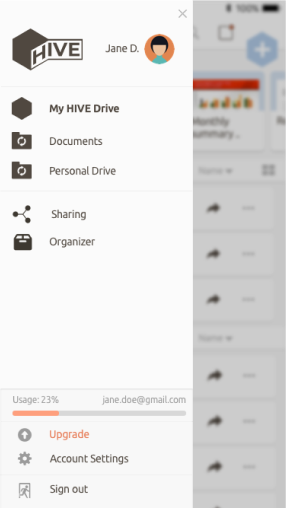 100%
HIVE
Jane D.
My HIVE Drive
Documents
Personal Drive
Monthly
summary...
Name
Sharing
Organizer
Name
Usage: 23%
jane.doe@gmail.com
Upgrade
Account Settings
Sign out